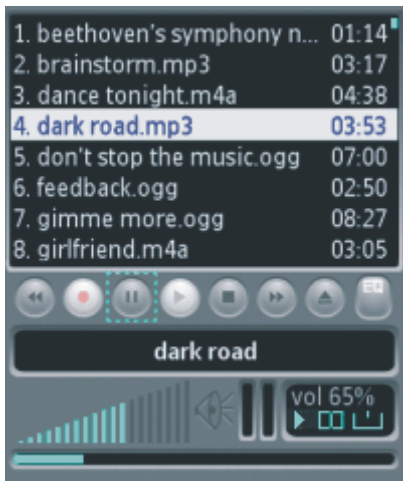 1. beethoven's symphony n... 01:14
2. brainstorm.mp3 03:17
3. dance tonight.m4a 04:38
4. dark road.mp3 03:53
5. don't stop the music.ogg 07:00
6. feedback.ogg 02:50
7. gimme more.ogg 08:27
8. girlfriend.m4a 03:05
EQ
dark road
vol 65%